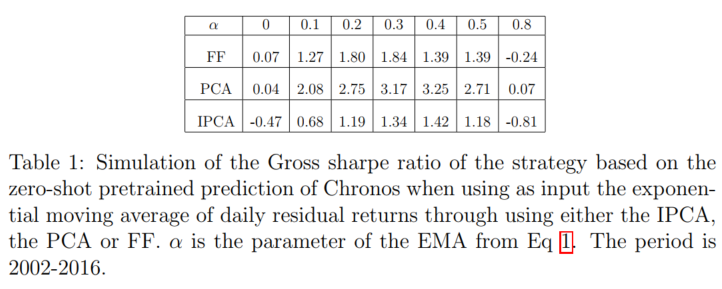 α 0 0.1 0.2 0.3 0.4 0.5 0.8
FF 0.07 1.27 1.80 1.84 1.39 1.39 -0.24
PCA 0.04 2.08 2.75 3.17 3.25 2.71 0.07
IPCA -0.47 0.68 1.19 1.34 1.42 1.18 -0.81
Table 1: Simulation of the Gross sharpe ratio of the strategy based on the
zero-shot pretrained prediction of Chronos when using as input the exponen-
tial moving average of daily residual returns through using either the IPCA,
the PCA or FF. α is the parameter of the EMA from Eq 1. The period is
2002-2016.